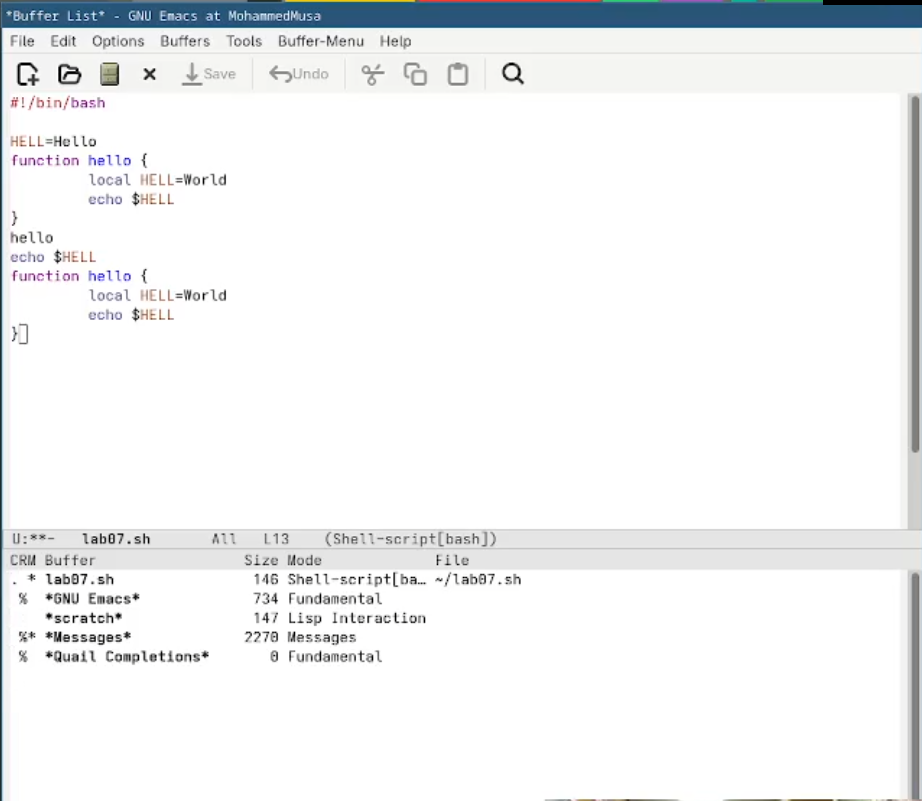 *Buffer List* - GNU Emacs at MohammedMusa
File Edit Options Buffers Tools Buffer-Menu Help
Save Undo
#!/bin/bash
HELL=Hello
function hello {
        local HELL=World
        echo $HELL
}
hello
echo $HELL
function hello {
        local HELL=World
        echo $HELL
}
U:**-  lab07.sh      All  L13    (Shell-script[bash])
CRM Buffer                Size Mode             File
. * lab07.sh               146 Shell-script[ba… ~/lab07.sh
 %  *GNU Emacs*            734 Fundamental
    *scratch*              147 Lisp Interaction
 %* *Messages*            2270 Messages
 %  *Quail Completions*      0 Fundamental